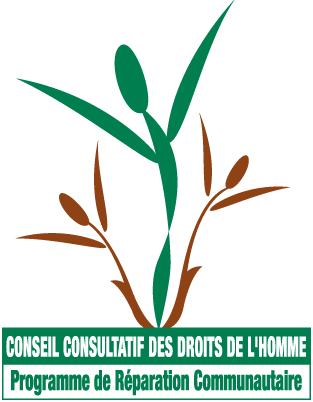 CONSEIL CONSULTATIF DES DROITS DE L'HOMME
Programme de Réparation Communautaire